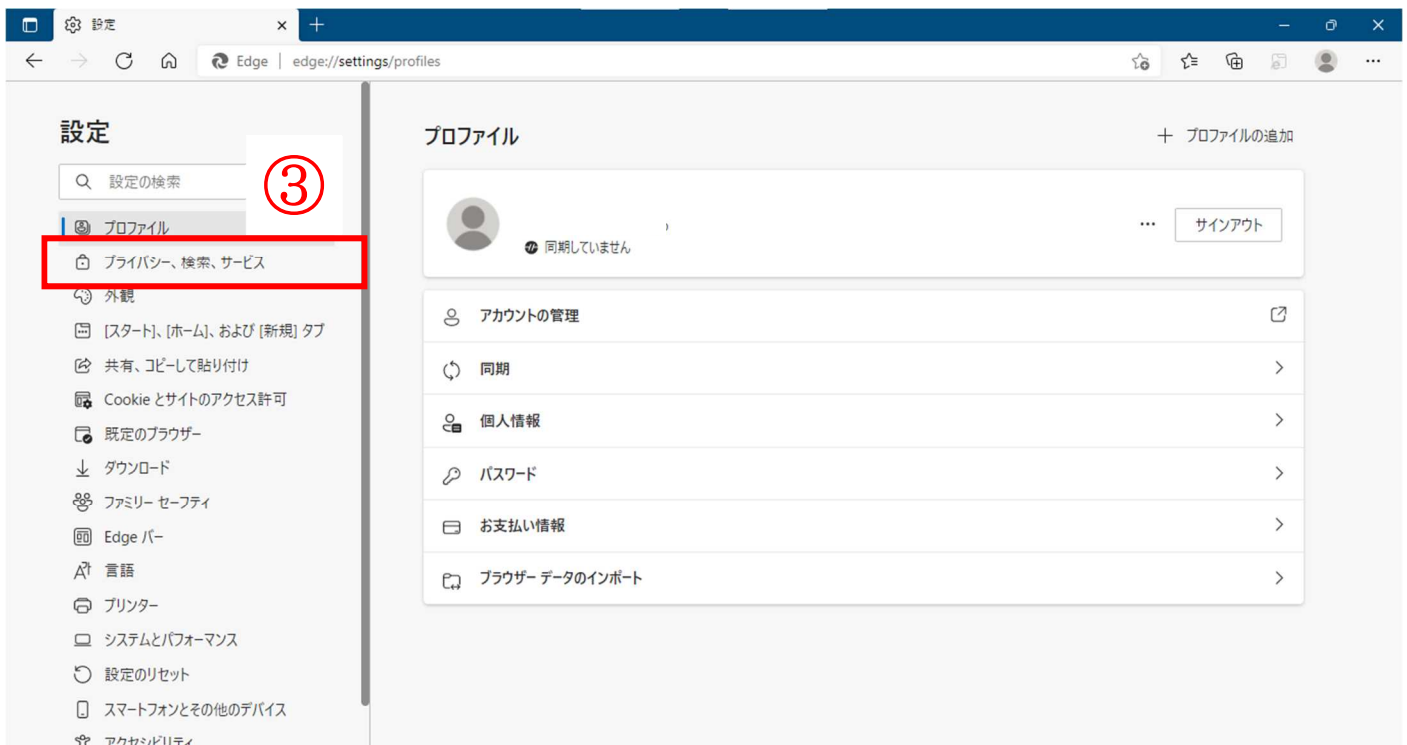 設定
Edge
edge://settings/profiles
設定
設定の検索
③
プロファイル
プライバシー、検索、サービス
外観
[スタート]、[ホーム]、および [新規] タブ
共有、コピーして貼り付け
Cookie とサイトのアクセス許可
既定のブラウザー
ダウンロード
ファミリー セーフティ
Edge バー
言語
プリンター
システムとパフォーマンス
設定のリセット
スマートフォンとその他のデバイス
アクセシビリティ
プロファイル
プロファイルの追加
同期していません
サインアウト
アカウントの管理
同期
個人情報
パスワード
お支払い情報
ブラウザー データのインポート